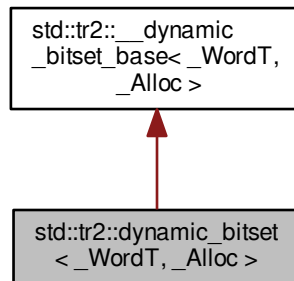 std::tr2::__dynamic
_bitset_base< _WordT,
_Alloc >
std::tr2::dynamic_bitset
< _WordT, _Alloc >